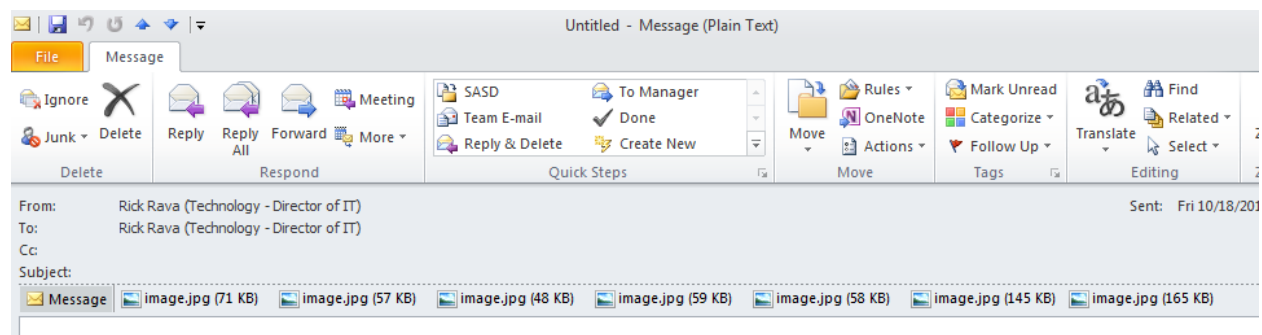 Untitled - Message (Plain Text)
File Message
Ignore Meeting SASD To Manager Rules Mark Unread Find
Team E-mail Done OneNote Categorize Related
Junk Delete Reply Reply All Forward More Move Translate
Reply & Delete Create New Actions Follow Up Select
Delete Respond Quick Steps Move Tags Editing
From: Rick Rava (Technology - Director of IT) Sent: Fri 10/18/201
To: Rick Rava (Technology - Director of IT)
Cc:
Subject:
Message image.jpg (71 KB) image.jpg (57 KB) image.jpg (48 KB) image.jpg (59 KB) image.jpg (58 KB) image.jpg (145 KB) image.jpg (165 KB)